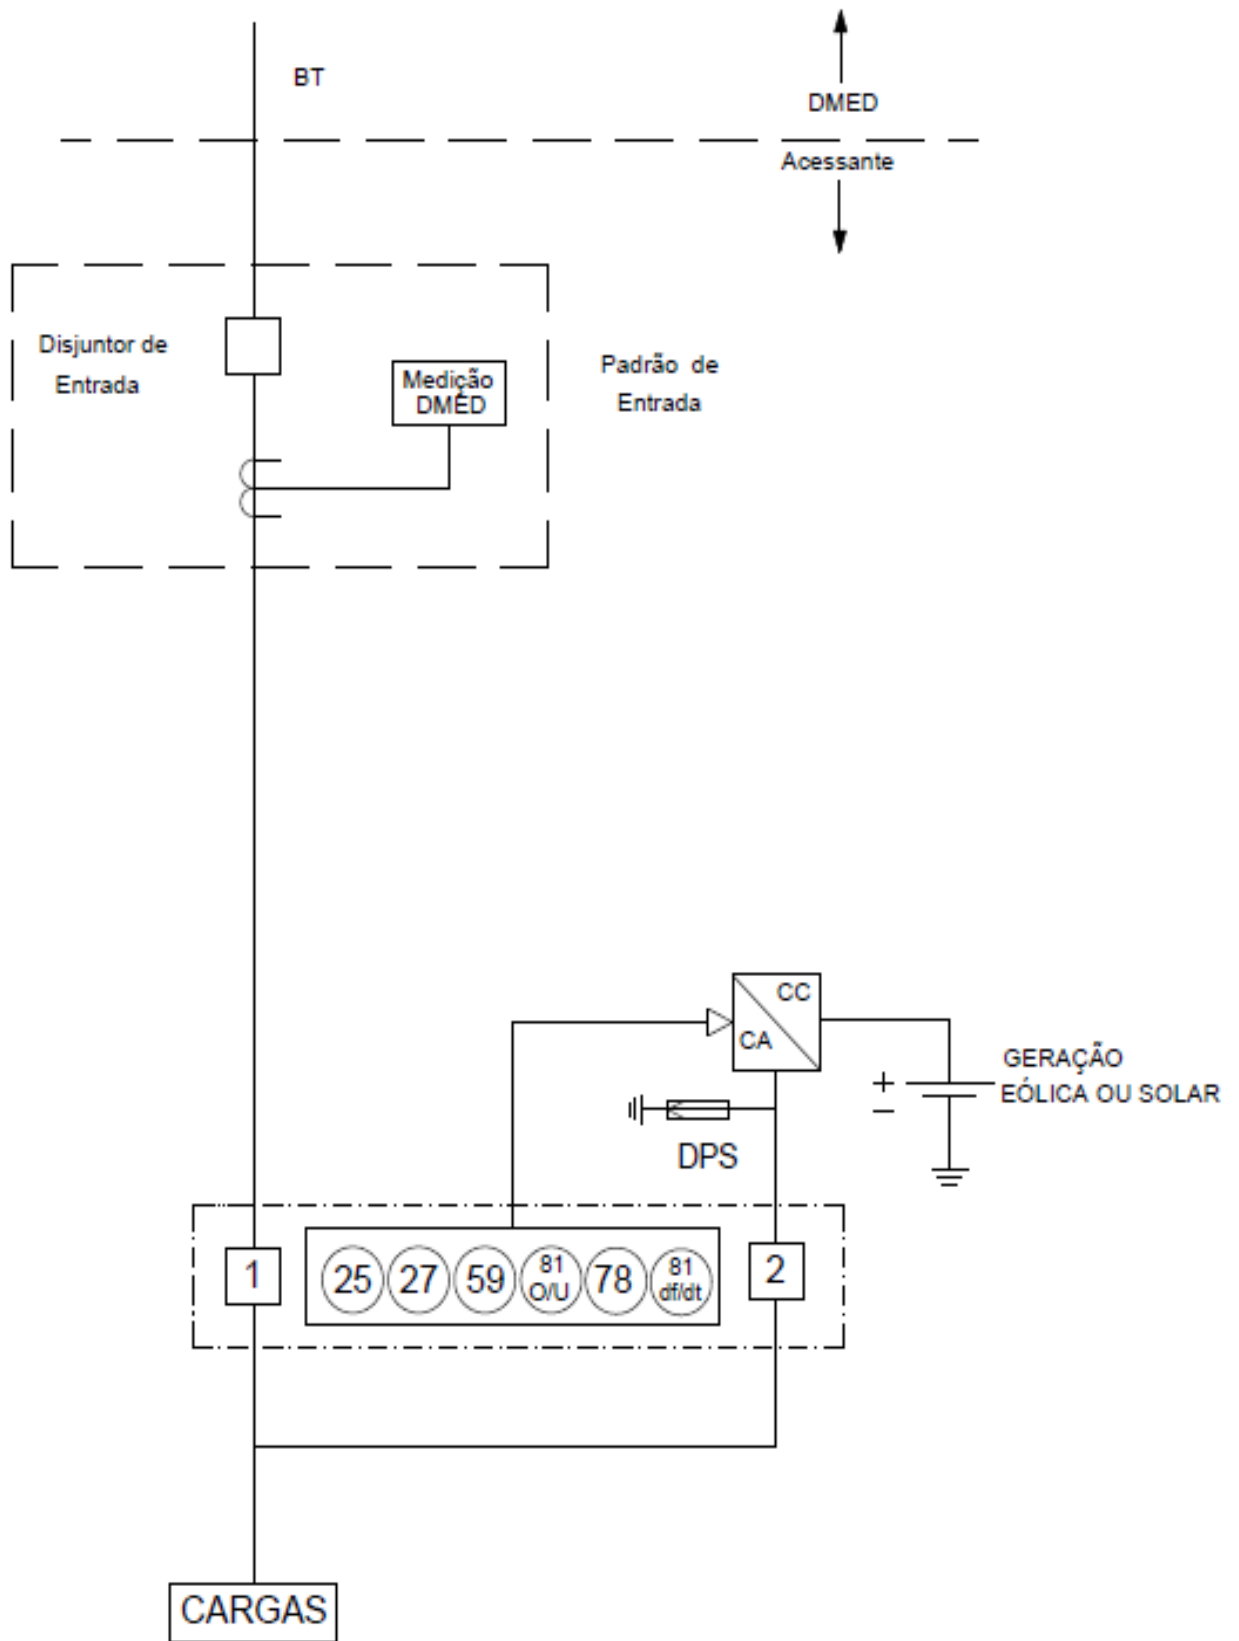 BT
DMED
Acessante
Disjuntor de
Entrada
Medição
DMED
Padrão de
Entrada
CC
CA
GERAÇÃO
EÓLICA OU SOLAR
+
−
DPS
1
25
27
59
81
O/U
78
81
df/dt
2
CARGAS